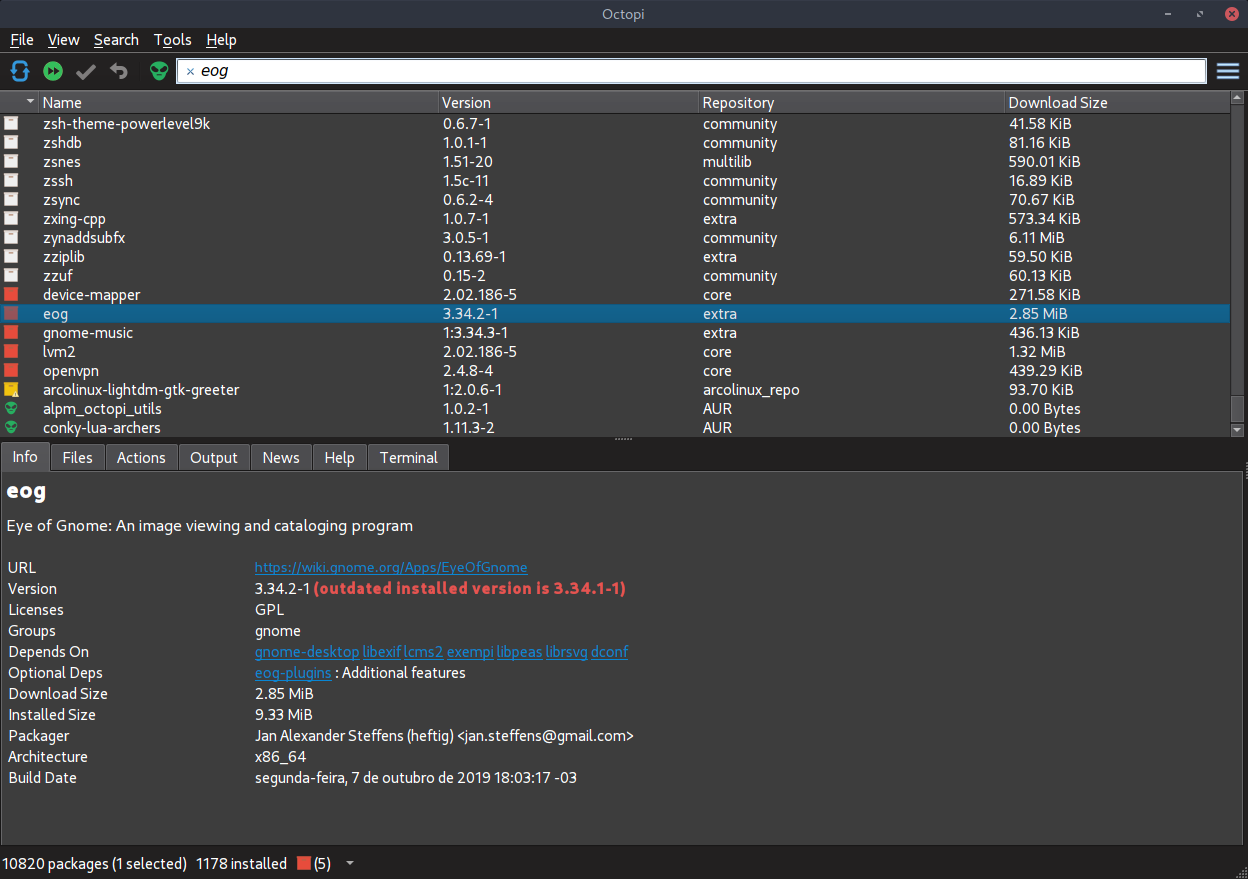 Octopi
File View Search Tools Help
eog
Name Version Repository Download Size
zsh-theme-powerlevel9k 0.6.7-1 community 41.58 KiB
zshdb 1.0.1-1 community 81.16 KiB
zsnes 1.51-20 multilib 590.01 KiB
zssh 1.5c-11 community 16.89 KiB
zsync 0.6.2-4 community 70.67 KiB
zxing-cpp 1.0.7-1 extra 573.34 KiB
zynaddsubfx 3.0.5-1 community 6.11 MiB
zziplib 0.13.69-1 extra 59.50 KiB
zzuf 0.15-2 community 60.13 KiB
device-mapper 2.02.186-5 core 271.58 KiB
eog 3.34.2-1 extra 2.85 MiB
gnome-music 1:3.34.3-1 extra 436.13 KiB
lvm2 2.02.186-5 core 1.32 MiB
openvpn 2.4.8-4 core 439.29 KiB
arcolinux-lightdm-gtk-greeter 1:2.0.6-1 arcolinux_repo 93.70 KiB
alpm_octopi_utils 1.0.2-1 AUR 0.00 Bytes
conky-lua-archers 1.11.3-2 AUR 0.00 Bytes
Info Files Actions Output News Help Terminal
eog
Eye of Gnome: An image viewing and cataloging program
URL https://wiki.gnome.org/Apps/EyeOfGnome
Version 3.34.2-1 (outdated installed version is 3.34.1-1)
Licenses GPL
Groups gnome
Depends On gnome-desktop libexif lcms2 exempi libpeas librsvg dconf
Optional Deps eog-plugins : Additional features
Download Size 2.85 MiB
Installed Size 9.33 MiB
Packager Jan Alexander Steffens (heftig) <jan.steffens@gmail.com>
Architecture x86_64
Build Date segunda-feira, 7 de outubro de 2019 18:03:17 -03
10820 packages (1 selected) 1178 installed (5)